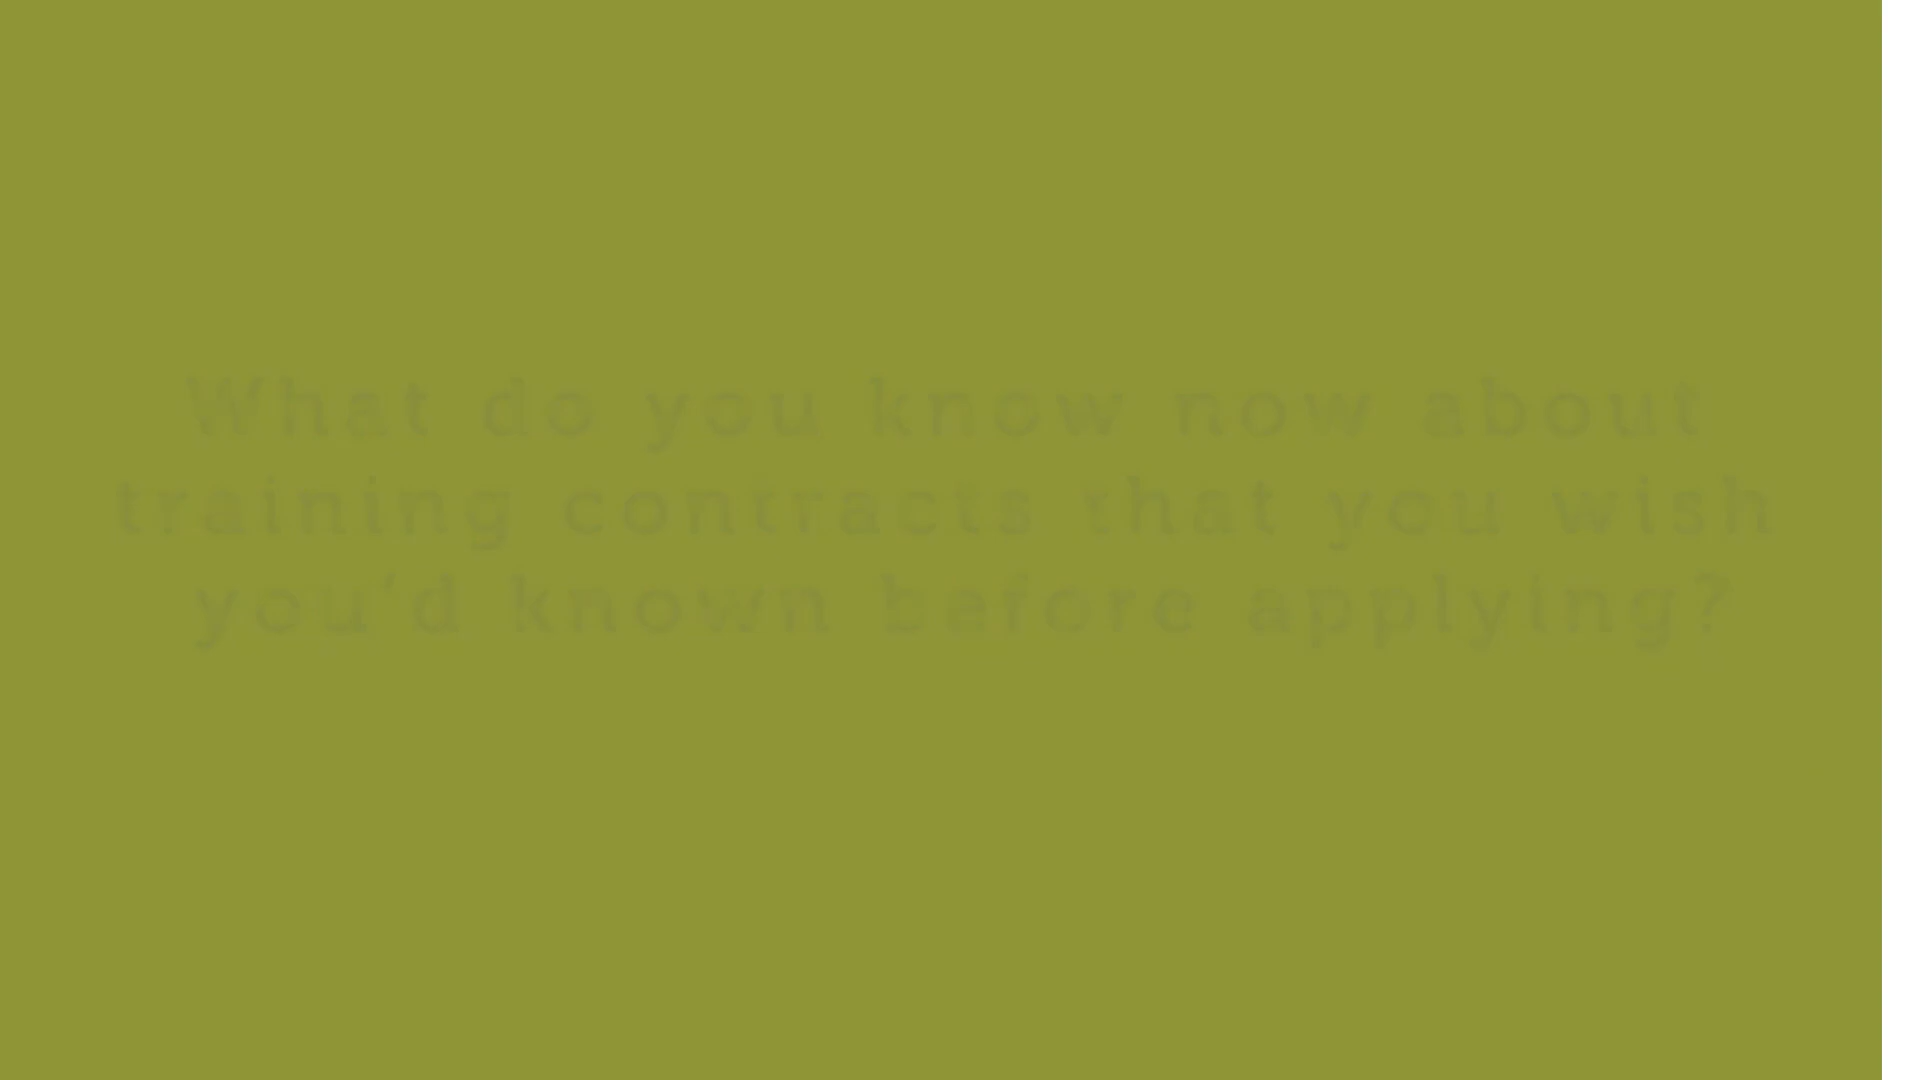 What do you know now about
training contracts that you wish
you'd known before applying?